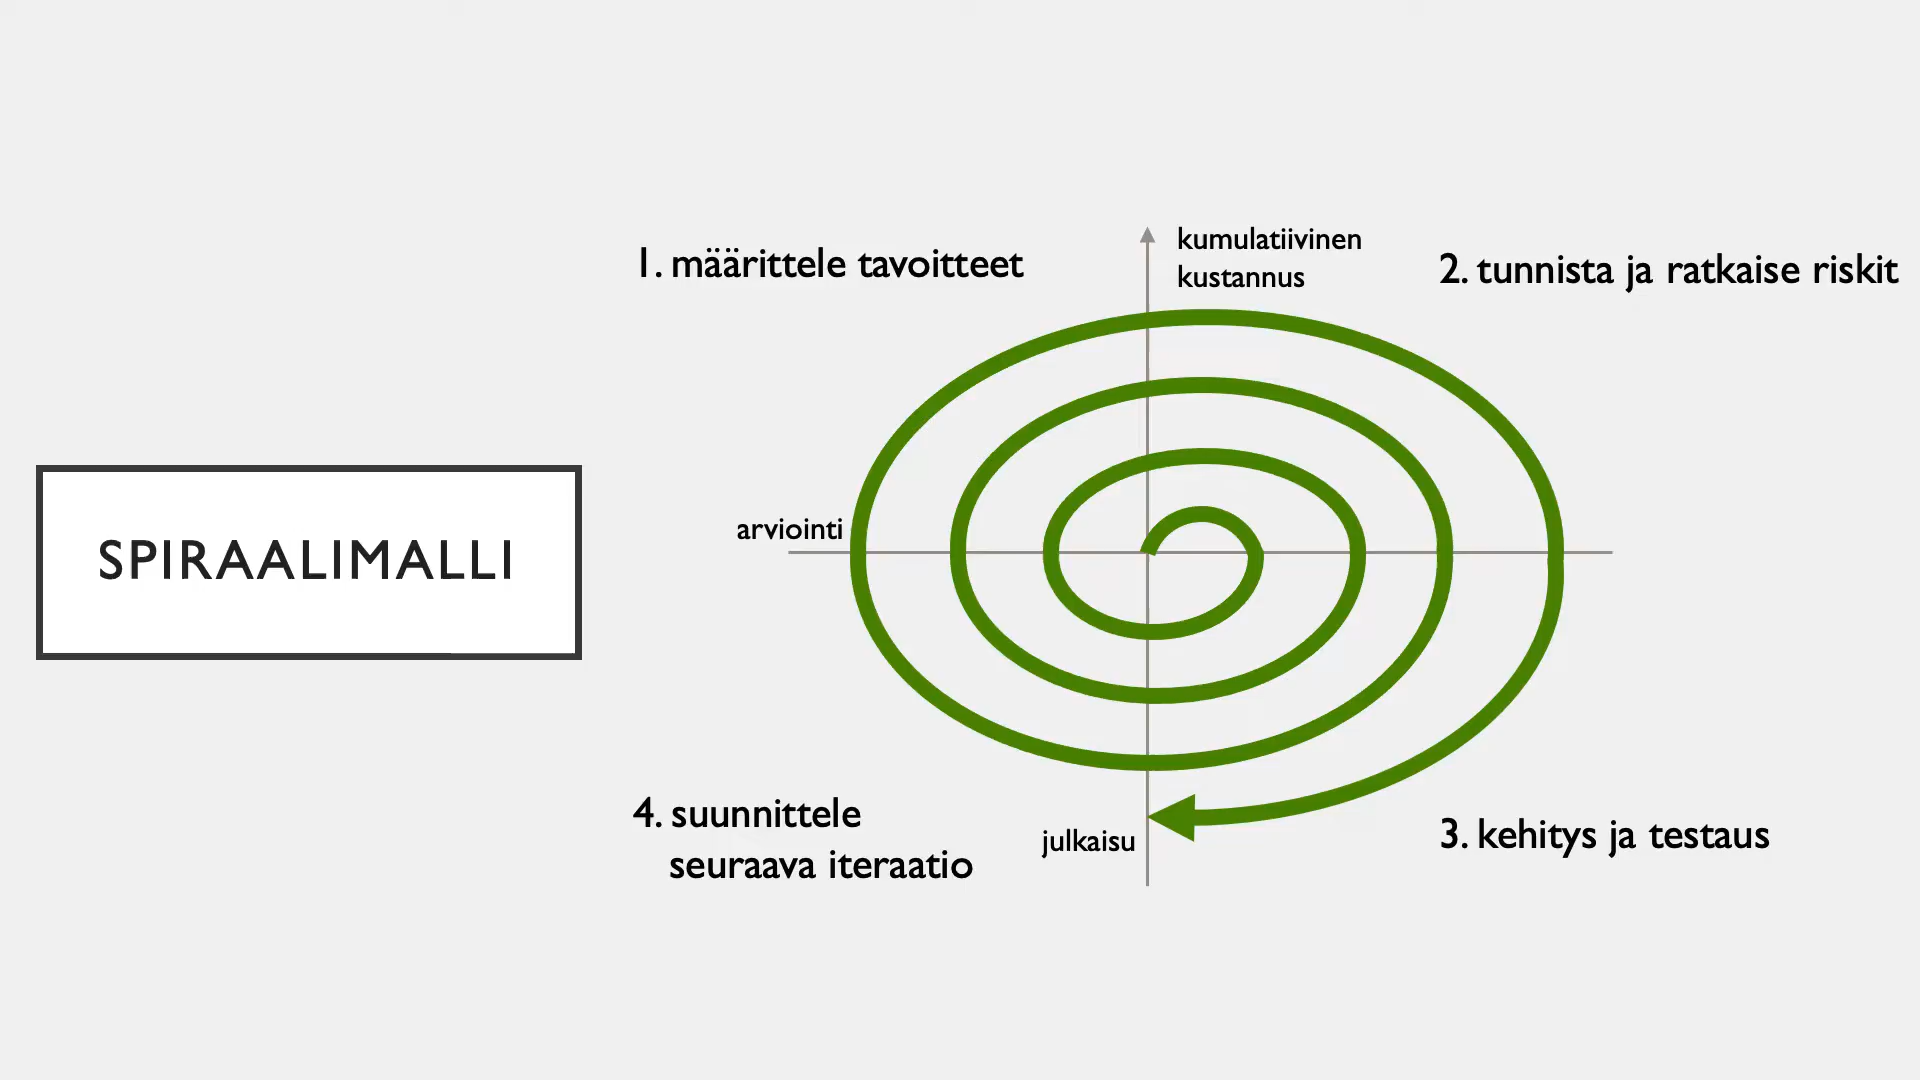 SPIRAALIMALLI
1. määrittele tavoitteet
kumulatiivinen
kustannus
2. tunnista ja ratkaise riskit
arviointi
4. suunnittele
seuraava iteraatio
julkaisu
3. kehitys ja testaus